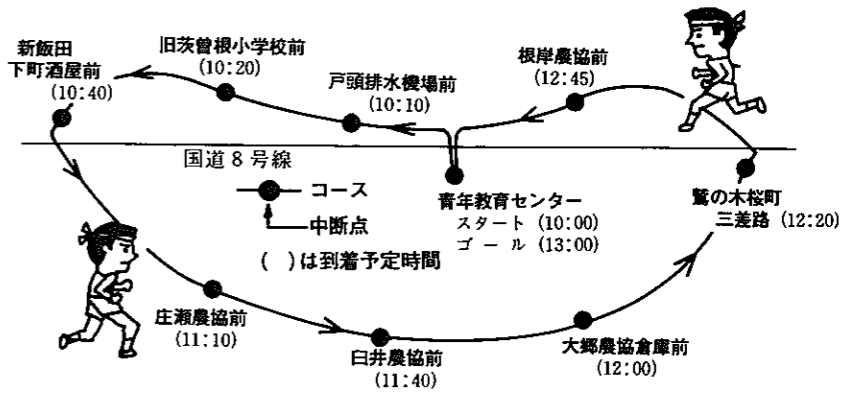 新飯田
下町酒屋前
(10:40)
旧茨曽根小学校前
(10:20)
戸頭排水機場前
(10:10)
根岸農協前
(12:45)
国道8号線
コース
中断点
( )は到着予定時間
青年教育センター
スタート (10:00)
ゴール (13:00)
鷲の木桜町
三差路 (12:20)
庄瀬農協前
(11:10)
臼井農協前
(11:40)
大郷農協倉庫前
(12:00)